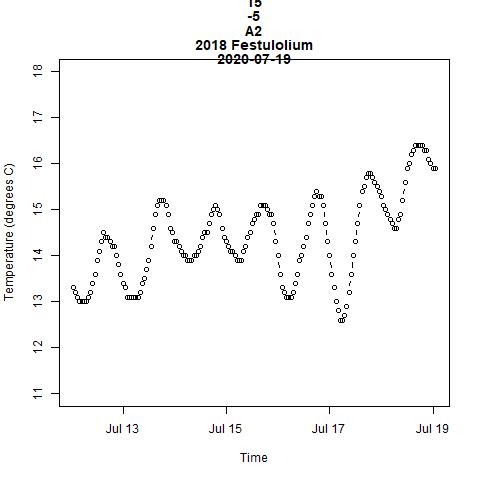 15
-5
A2
2018 Festulolium
2020-07-19
Temperature (degrees C)
18
17
16
15
14
13
12
11
Jul 13
Jul 15
Jul 17
Jul 19
Time